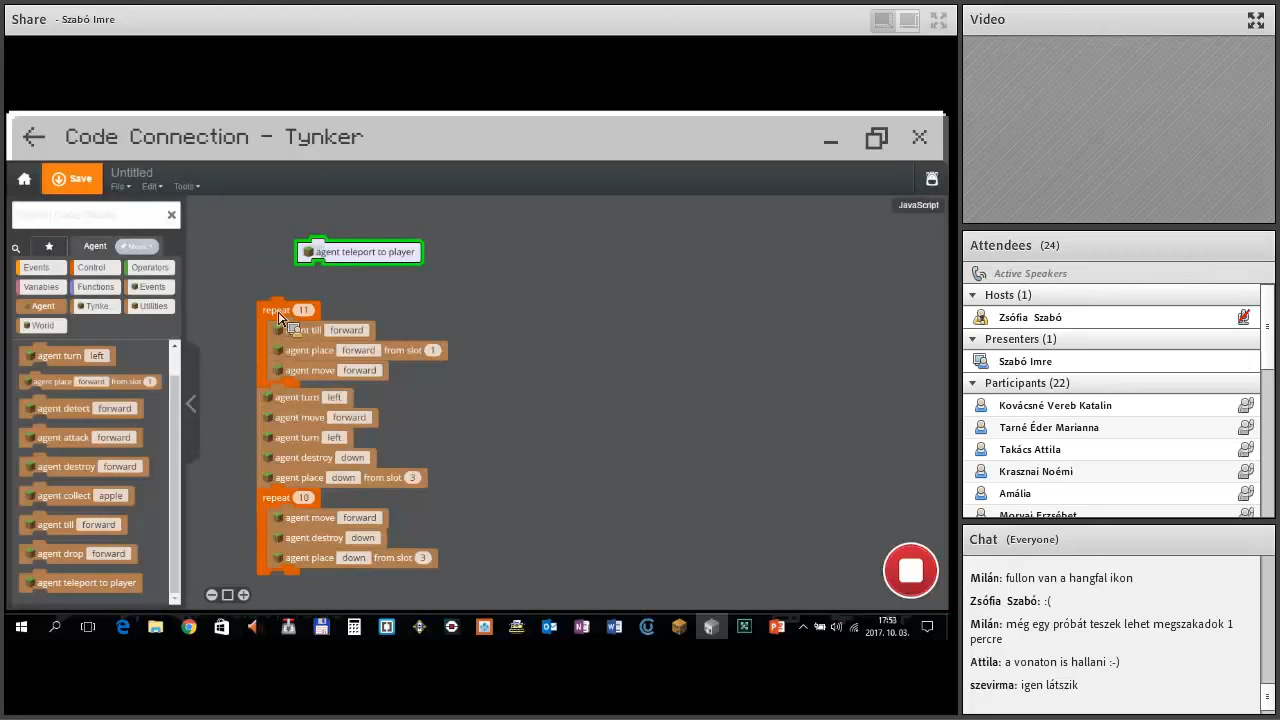 Share - Szabó Imre
Code Connection - Tynker
Save
Untitled
File
Edit
Tools
JavaScript
Agent
Events
Control
Operators
Variables
Functions
Events
Agent
Tynke..
Utilities
World
agent turn left
agent place forward from slot 1
agent detect forward
agent attack forward
agent destroy forward
agent collect apple
agent till forward
agent drop forward
agent teleport to player
agent teleport to player
repeat 11
till forward
agent place forward from slot 1
agent move forward
agent turn left
agent move forward
agent turn left
agent destroy down
agent place down from slot 3
repeat 10
agent move forward
agent destroy down
agent place down from slot 3
17:53
2017. 10. 03.
Video
Attendees (24)
Active Speakers
Hosts (1)
Zsófia Szabó
Presenters (1)
Szabó Imre
Participants (22)
Kovácsné Vereb Katalin
Tarné Éder Marianna
Takács Attila
Krasznai Noémi
Amália
Morvai Erzsébet
Chat (Everyone)
Milán: fullon van a hangfal ikon
Zsófia Szabó: :(
Milán: még egy próbát teszek lehet megszakadok 1
percre
Attila: a vonaton is hallani :-)
szevirma: igen látszik